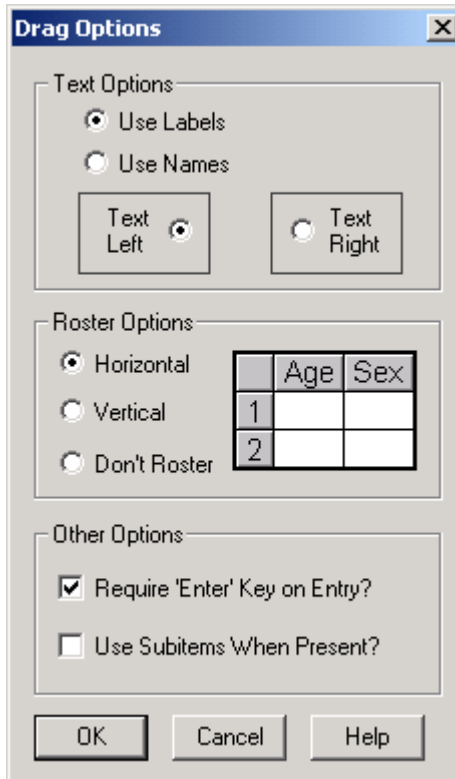 Drag Options
Text Options
Use Labels
Use Names
Text
Left
Text
Right
Roster Options
Horizontal
Vertical
Don't Roster
Age Sex
1
2
Other Options
Require 'Enter' Key on Entry?
Use Subitems When Present?
OK Cancel Help